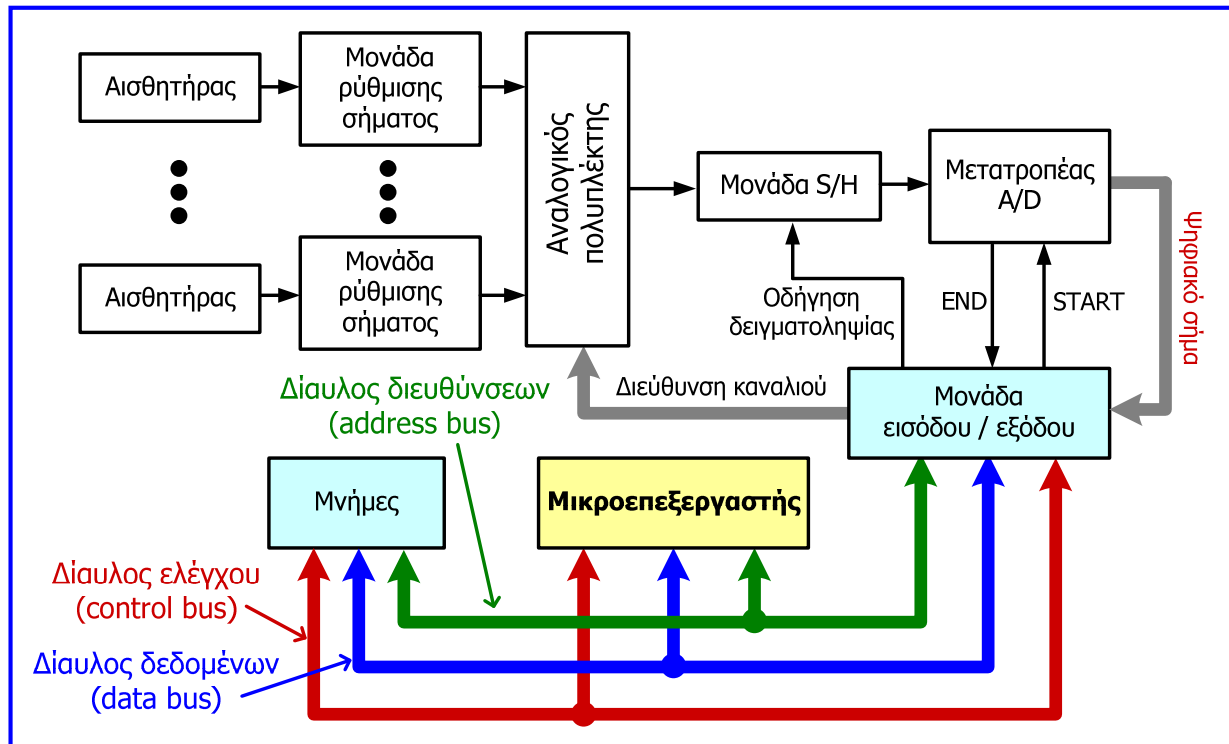 Αισθητήρας
Μονάδα
ρύθμισης
σήματος
Αναλογικός
πολυπλέκτης
Μονάδα S/H
Μετατροπέας
A/D
Ψηφιακό σήμα
Αισθητήρας
Μονάδα
ρύθμισης
σήματος
Οδήγηση
δειγματοληψίας
END
START
Δίαυλος διευθύνσεων
(address bus)
Διεύθυνση καναλιού
Μονάδα
εισόδου / εξόδου
Μνήμες
Μικροεπεξεργαστής
Δίαυλος ελέγχου
(control bus)
Δίαυλος δεδομένων
(data bus)